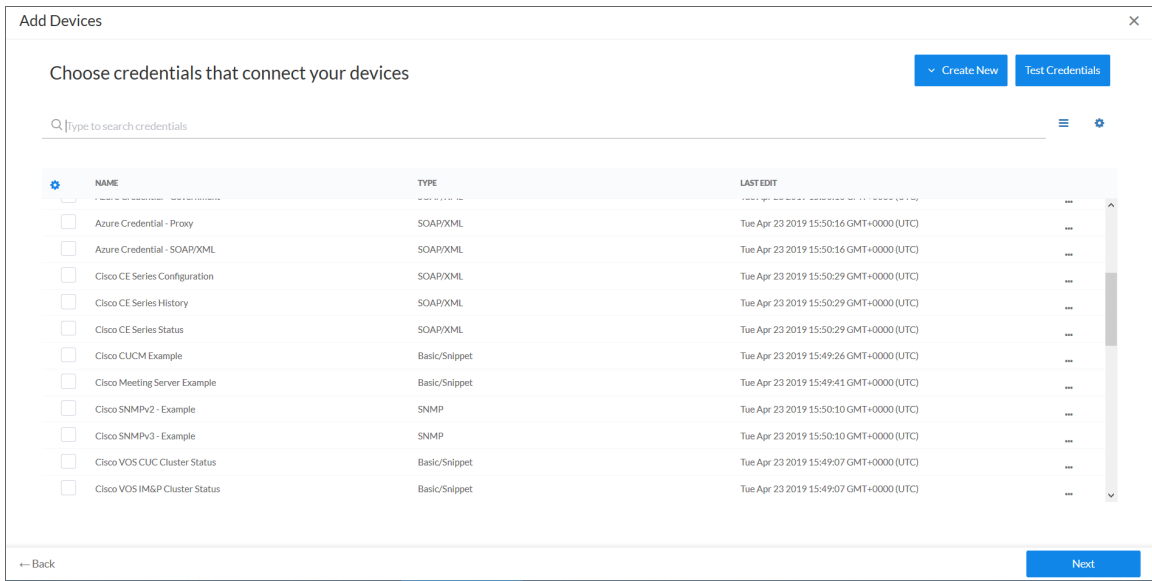 Add Devices
Choose credentials that connect your devices
Create New
Test Credentials
Type to search credentials
NAME TYPE LAST EDIT
Azure Credential - Proxy SOAP/XML Tue Apr 23 2019 15:50:16 GMT+0000 (UTC)
Azure Credential - SOAP/XML SOAP/XML Tue Apr 23 2019 15:50:16 GMT+0000 (UTC)
Cisco CE Series Configuration SOAP/XML Tue Apr 23 2019 15:50:29 GMT+0000 (UTC)
Cisco CE Series History SOAP/XML Tue Apr 23 2019 15:50:29 GMT+0000 (UTC)
Cisco CE Series Status SOAP/XML Tue Apr 23 2019 15:50:29 GMT+0000 (UTC)
Cisco CUCM Example Basic/Snippet Tue Apr 23 2019 15:49:26 GMT+0000 (UTC)
Cisco Meeting Server Example Basic/Snippet Tue Apr 23 2019 15:49:41 GMT+0000 (UTC)
Cisco SNMPv2 - Example SNMP Tue Apr 23 2019 15:50:10 GMT+0000 (UTC)
Cisco SNMPv3 - Example SNMP Tue Apr 23 2019 15:50:10 GMT+0000 (UTC)
Cisco VOS CUC Cluster Status Basic/Snippet Tue Apr 23 2019 15:49:07 GMT+0000 (UTC)
Cisco VOS IM&P Cluster Status Basic/Snippet Tue Apr 23 2019 15:49:07 GMT+0000 (UTC)
←Back
Next